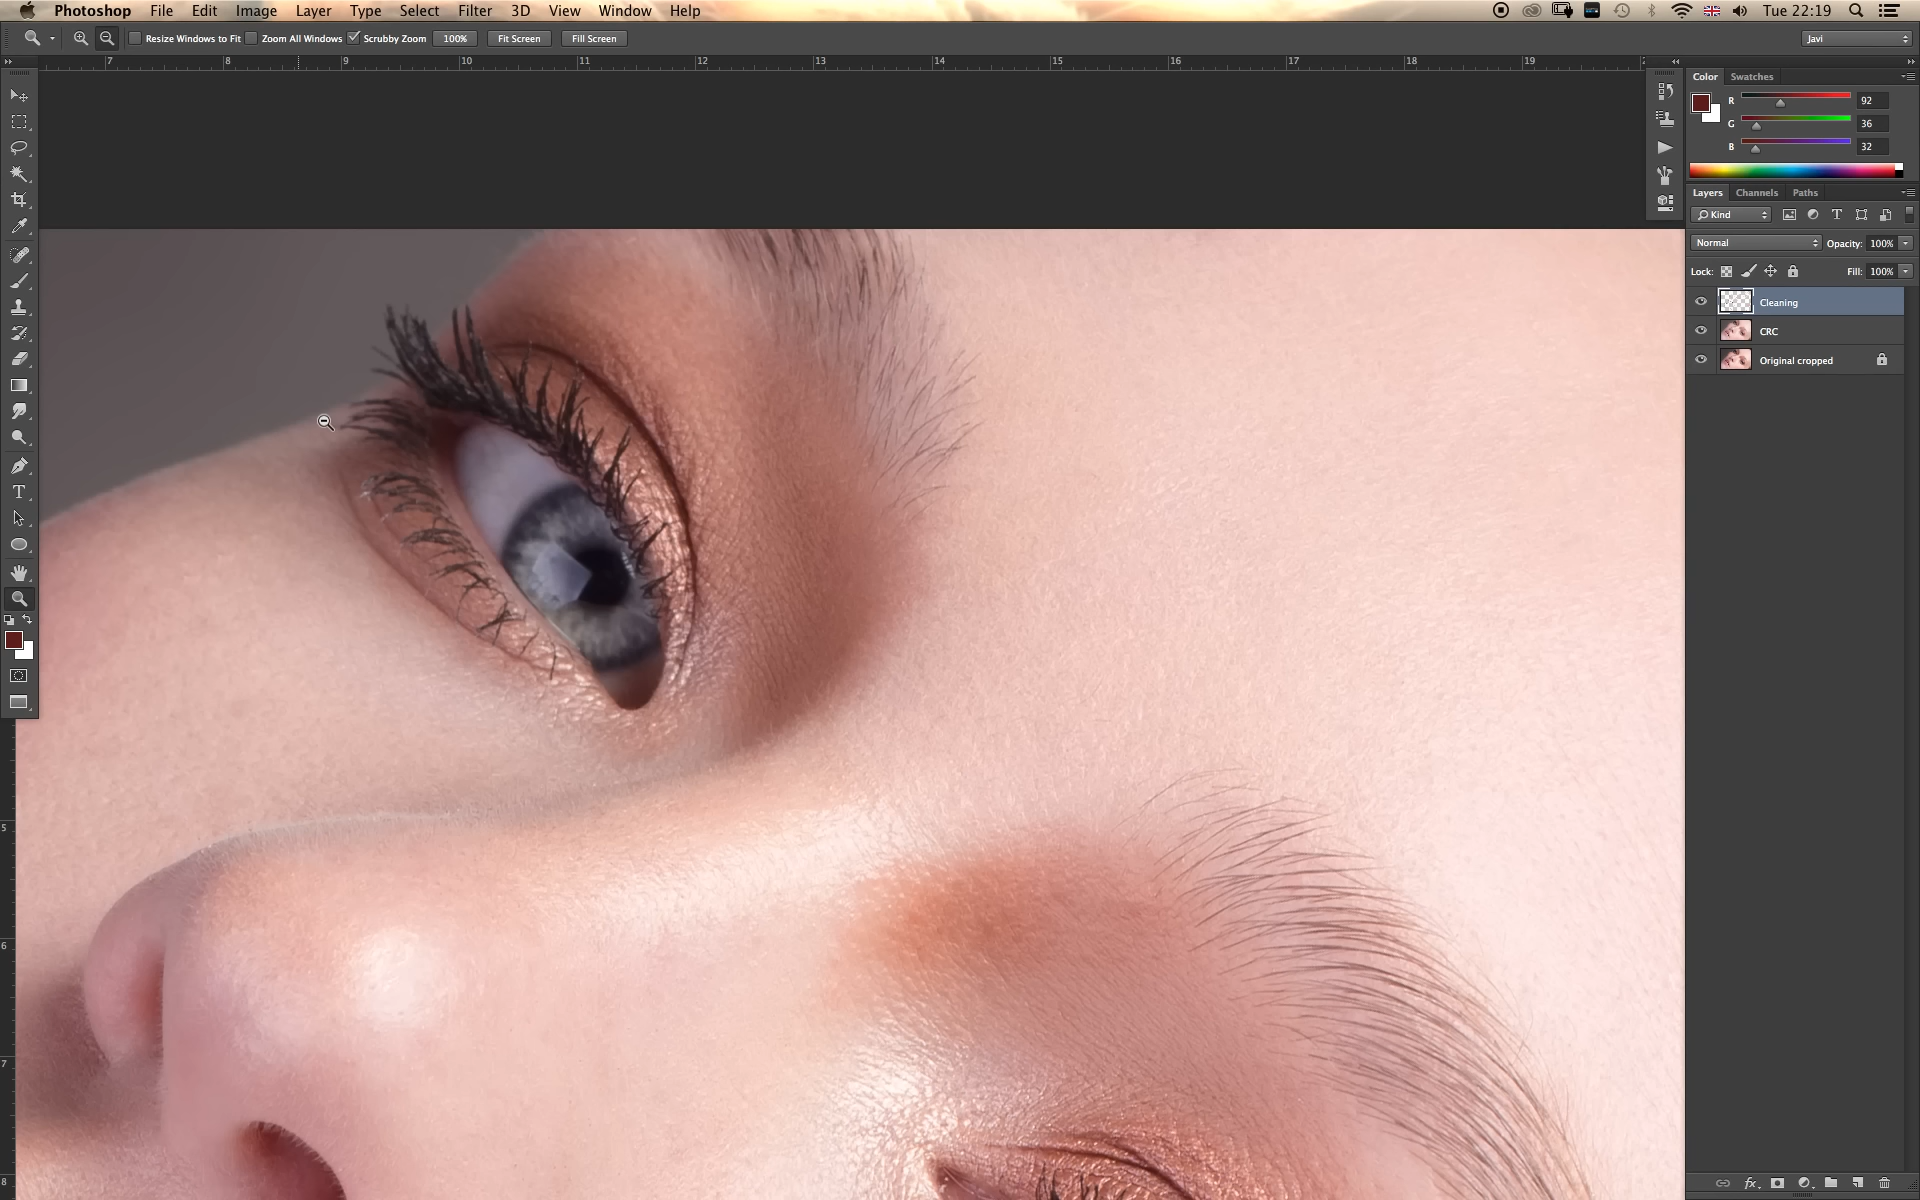 Photoshop File Edit Image Layer Type Select Filter 3D View Window Help Tue 22:19
Resize Windows to Fit Zoom All Windows Scrubby Zoom 100% Fit Screen Fill Screen Javi
7 8 9 10 11 12 13 14 15 16 17 18 19
Color Swatches
R 92
G 36
B 32
Layers Channels Paths
Kind
Normal Opacity: 100%
Lock: Fill: 100%
Cleaning
CRC
Original cropped
5
6
7
8